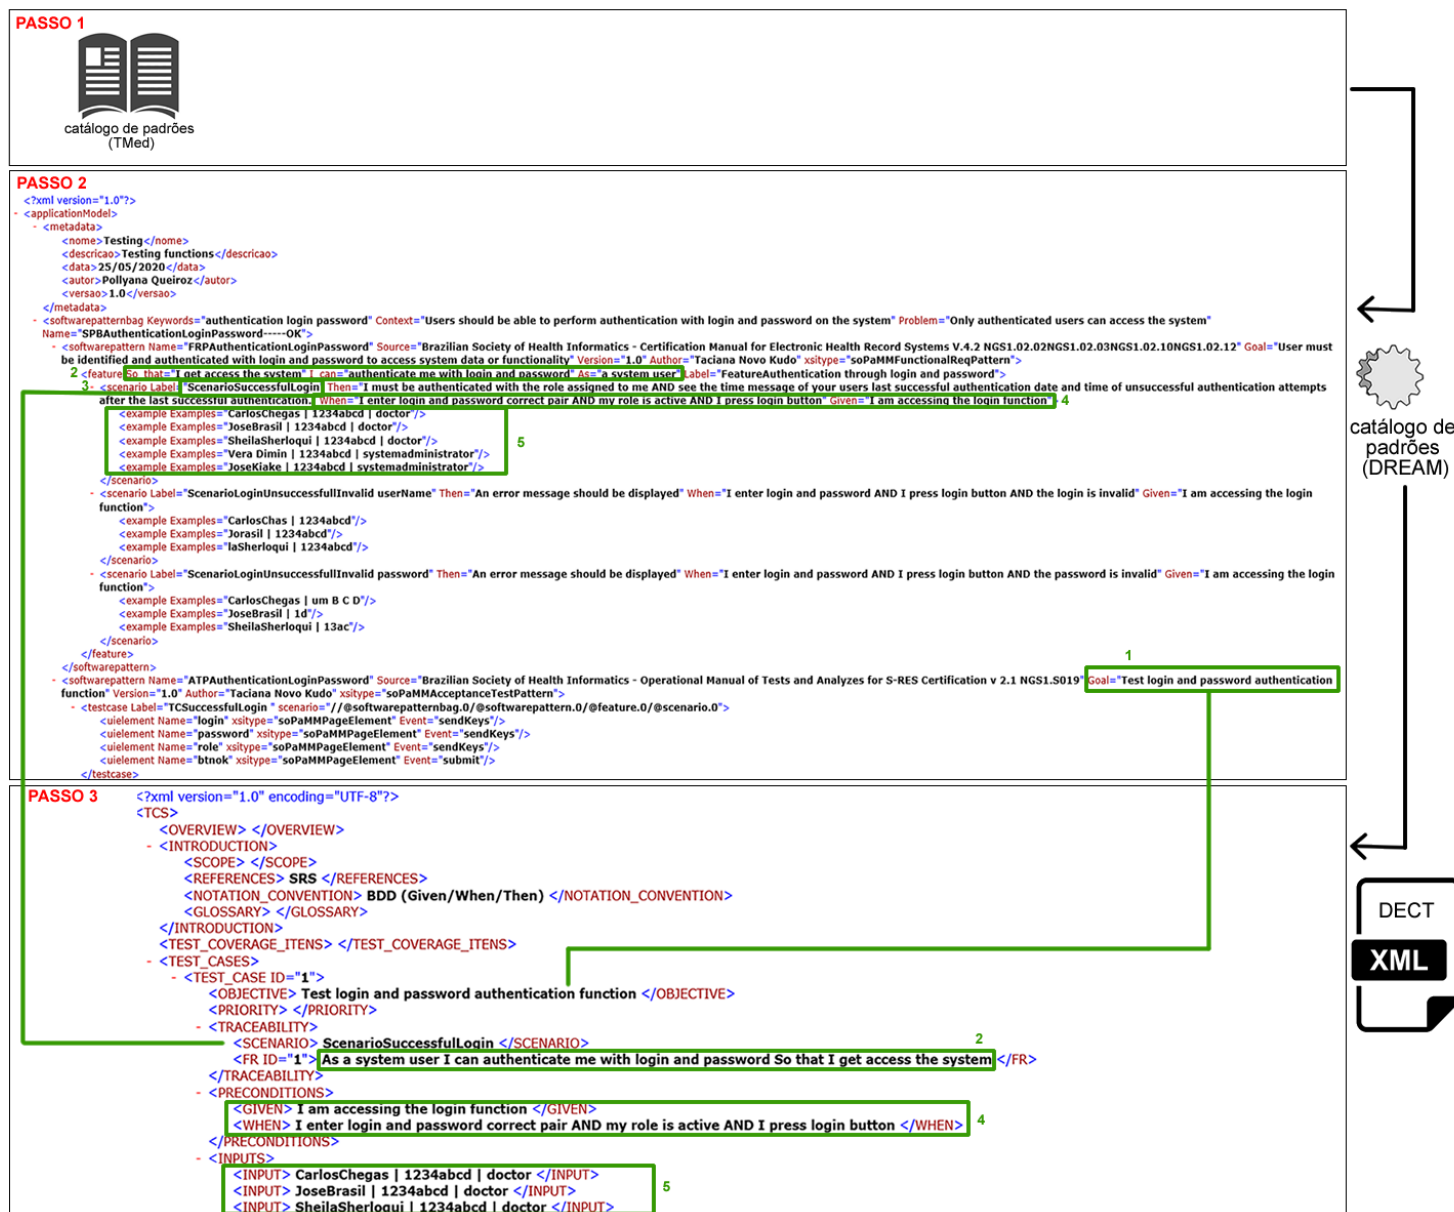 PASSO 1
catálogo de padrões
(TMed)
PASSO 2
<?xml version="1.0"?>
- <applicationModel>
- <metadata>
<nome>Testing</nome>
<descricao>Testing functions</descricao>
<data>25/05/2020</data>
<autor>Pollyana Queiroz</autor>
<versao>1.0</versao>
</metadata>
- <softwarepatternbag Keywords="authentication login password" Context="Users should be able to perform authentication with login and password on the system" Problem="Only authenticated users can access the system"
Name="SPBAuthenticationLoginPassword-----OK">
- <softwarepattern Name="FRPAuthenticationLoginPassword" Source="Brazilian Society of Health Informatics - Certification Manual for Electronic Health Record Systems V.4.2 NGS1.02.02NGS1.02.03NGS1.02.10NGS1.02.12" Goal="User must
be identified and authenticated with login and password to access system data or functionality" Version="1.0" Author="Taciana Novo Kudo" xsitype="soPaMMFunctionalReqPattern">
2 - <feature So_that="I get access the system" I_can="authenticate me with login and password" As="a system user" Label="FeatureAuthentication through login and password">
3 - <scenario Label="ScenarioSuccessfulLogin" Then="I must be authenticated with the role assigned to me AND see the time message of your users last successful authentication date and time of unsuccessful authentication attempts
after the last successful authentication." When="I enter login and password correct pair AND my role is active AND I press login button" Given="I am accessing the login function"> 4
<example Examples="CarlosChegas | 1234abcd | doctor"/>
<example Examples="JoseBrasil | 1234abcd | doctor"/>
<example Examples="SheilaSherloqui | 1234abcd | doctor"/> 5
<example Examples="Vera Dimin | 1234abcd | systemadministrator"/>
<example Examples="JoseKiake | 1234abcd | systemadministrator"/>
</scenario>
- <scenario Label="ScenarioLoginUnsuccessfullInvalid userName" Then="An error message should be displayed" When="I enter login and password AND I press login button AND the login is invalid" Given="I am accessing the login
function">
<example Examples="CarlosChas | 1234abcd"/>
<example Examples="Jorasil | 1234abcd"/>
<example Examples="laSherloqui | 1234abcd"/>
</scenario>
- <scenario Label="ScenarioLoginUnsuccessfullInvalid password" Then="An error message should be displayed" When="I enter login and password AND I press login button AND the password is invalid" Given="I am accessing the login
function">
<example Examples="CarlosChegas | um B C D"/>
<example Examples="JoseBrasil | 1d"/>
<example Examples="SheilaSherloqui | 13ac"/>
</scenario>
</feature>
</softwarepattern>
1
- <softwarepattern Name="ATPAuthenticationLoginPassword" Source="Brazilian Society of Health Informatics - Operational Manual of Tests and Analyzes for S-RES Certification v 2.1 NGS1.S019" Goal="Test login and password authentication
function" Version="1.0" Author="Taciana Novo Kudo" xsitype="soPaMMAcceptanceTestPattern">
- <testcase Label="TCSuccessfulLogin " scenario="//@softwarepatternbag.0/@softwarepattern.0/@feature.0/@scenario.0">
<uielement Name="login" xsitype="soPaMMPageElement" Event="sendKeys"/>
<uielement Name="password" xsitype="soPaMMPageElement" Event="sendKeys"/>
<uielement Name="role" xsitype="soPaMMPageElement" Event="sendKeys"/>
<uielement Name="btnok" xsitype="soPaMMPageElement" Event="submit"/>
</testcase>
catálogo de
padrões
(DREAM)
PASSO 3
<?xml version="1.0" encoding="UTF-8"?>
<TCS>
<OVERVIEW> </OVERVIEW>
- <INTRODUCTION>
<SCOPE> </SCOPE>
<REFERENCES> SRS </REFERENCES>
<NOTATION_CONVENTION> BDD (Given/When/Then) </NOTATION_CONVENTION>
<GLOSSARY> </GLOSSARY>
</INTRODUCTION>
<TEST_COVERAGE_ITENS> </TEST_COVERAGE_ITENS>
- <TEST_CASES>
- <TEST_CASE ID="1">
<OBJECTIVE> Test login and password authentication function </OBJECTIVE>
<PRIORITY> </PRIORITY>
- <TRACEABILITY>
<SCENARIO> ScenarioSuccessfulLogin </SCENARIO>
2
<FR ID="1"> As a system user I can authenticate me with login and password So that I get access the system </FR>
</TRACEABILITY>
- <PRECONDITIONS>
<GIVEN> I am accessing the login function </GIVEN>
<WHEN> I enter login and password correct pair AND my role is active AND I press login button </WHEN> 4
</PRECONDITIONS>
- <INPUTS>
<INPUT> CarlosChegas | 1234abcd | doctor </INPUT>
<INPUT> JoseBrasil | 1234abcd | doctor </INPUT> 5
<INPUT> SheilaSherloqui | 1234abcd | doctor </INPUT>
DECT
XML